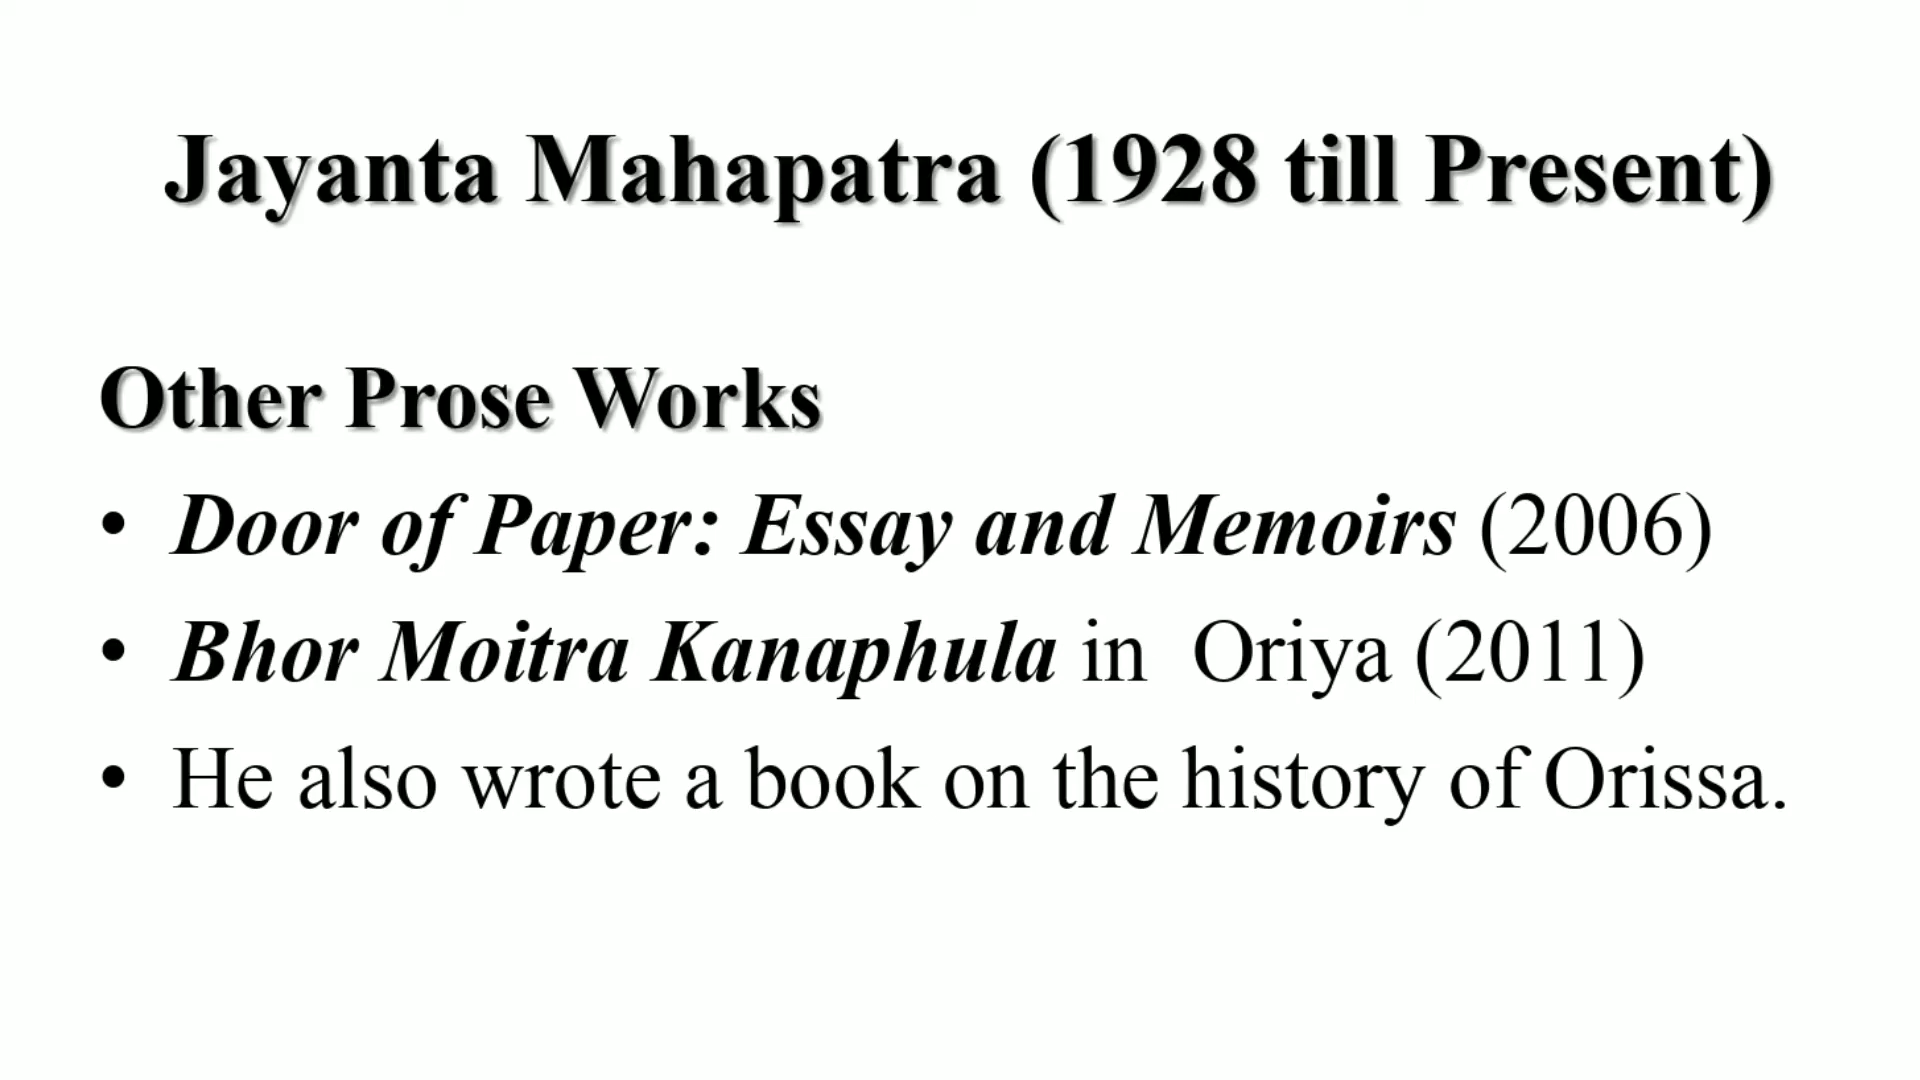 Jayanta Mahapatra (1928 till Present)
Other Prose Works
• Door of Paper: Essay and Memoirs (2006)
• Bhor Moitra Kanaphula in Oriya (2011)
• He also wrote a book on the history of Orissa.